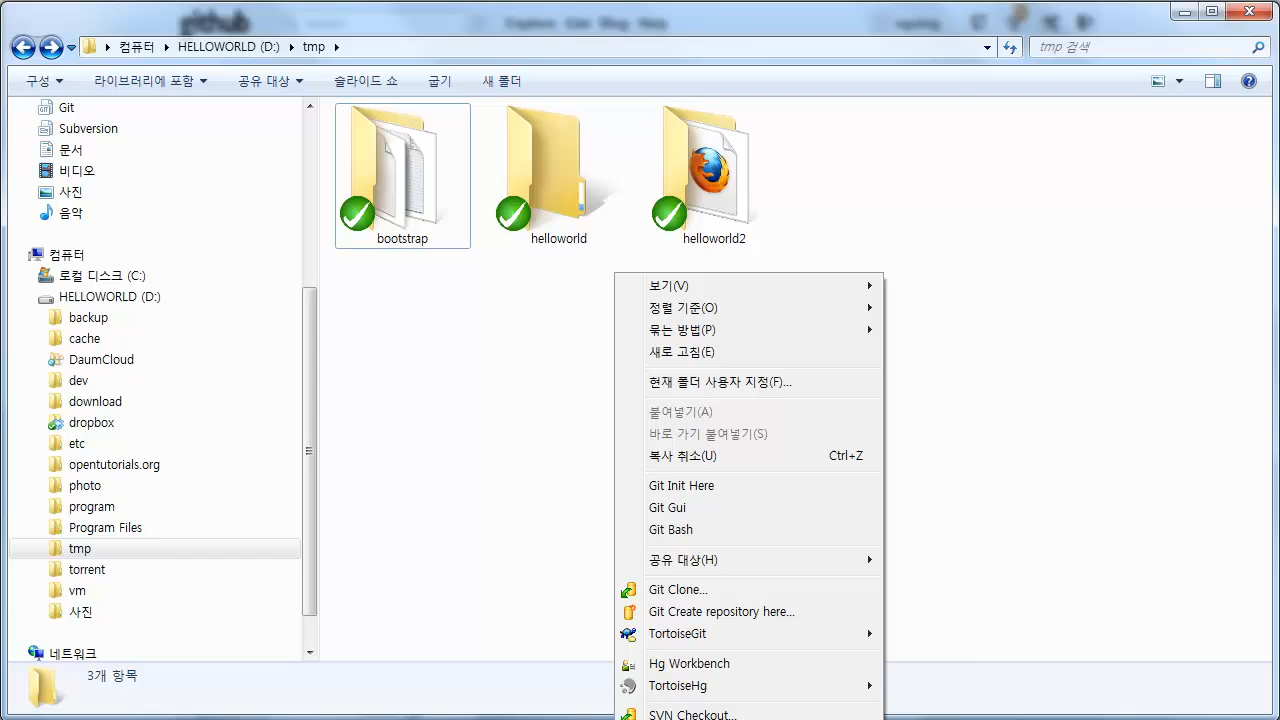 github
Explore Gist Blog Help
컴퓨터 HELLOWORLD (D:) tmp
tmp 검색
구성 라이브러리에 포함 공유 대상 슬라이드 쇼 굽기 새 폴더
Git
Subversion
문서
비디오
사진
음악
컴퓨터
로컬 디스크 (C:)
HELLOWORLD (D:)
backup
cache
DaumCloud
dev
download
dropbox
etc
opentutorials.org
photo
program
Program Files
tmp
torrent
vm
사진
네트워크
bootstrap
helloworld
helloworld2
보기(V)
정렬 기준(O)
묶는 방법(P)
새로 고침(E)
현재 폴더 사용자 지정(F)...
붙여넣기(A)
바로 가기 붙여넣기(S)
복사 취소(U) Ctrl+Z
Git Init Here
Git Gui
Git Bash
공유 대상(H)
Git Clone...
Git Create repository here...
TortoiseGit
Hg Workbench
TortoiseHg
SVN Checkout...
3개 항목